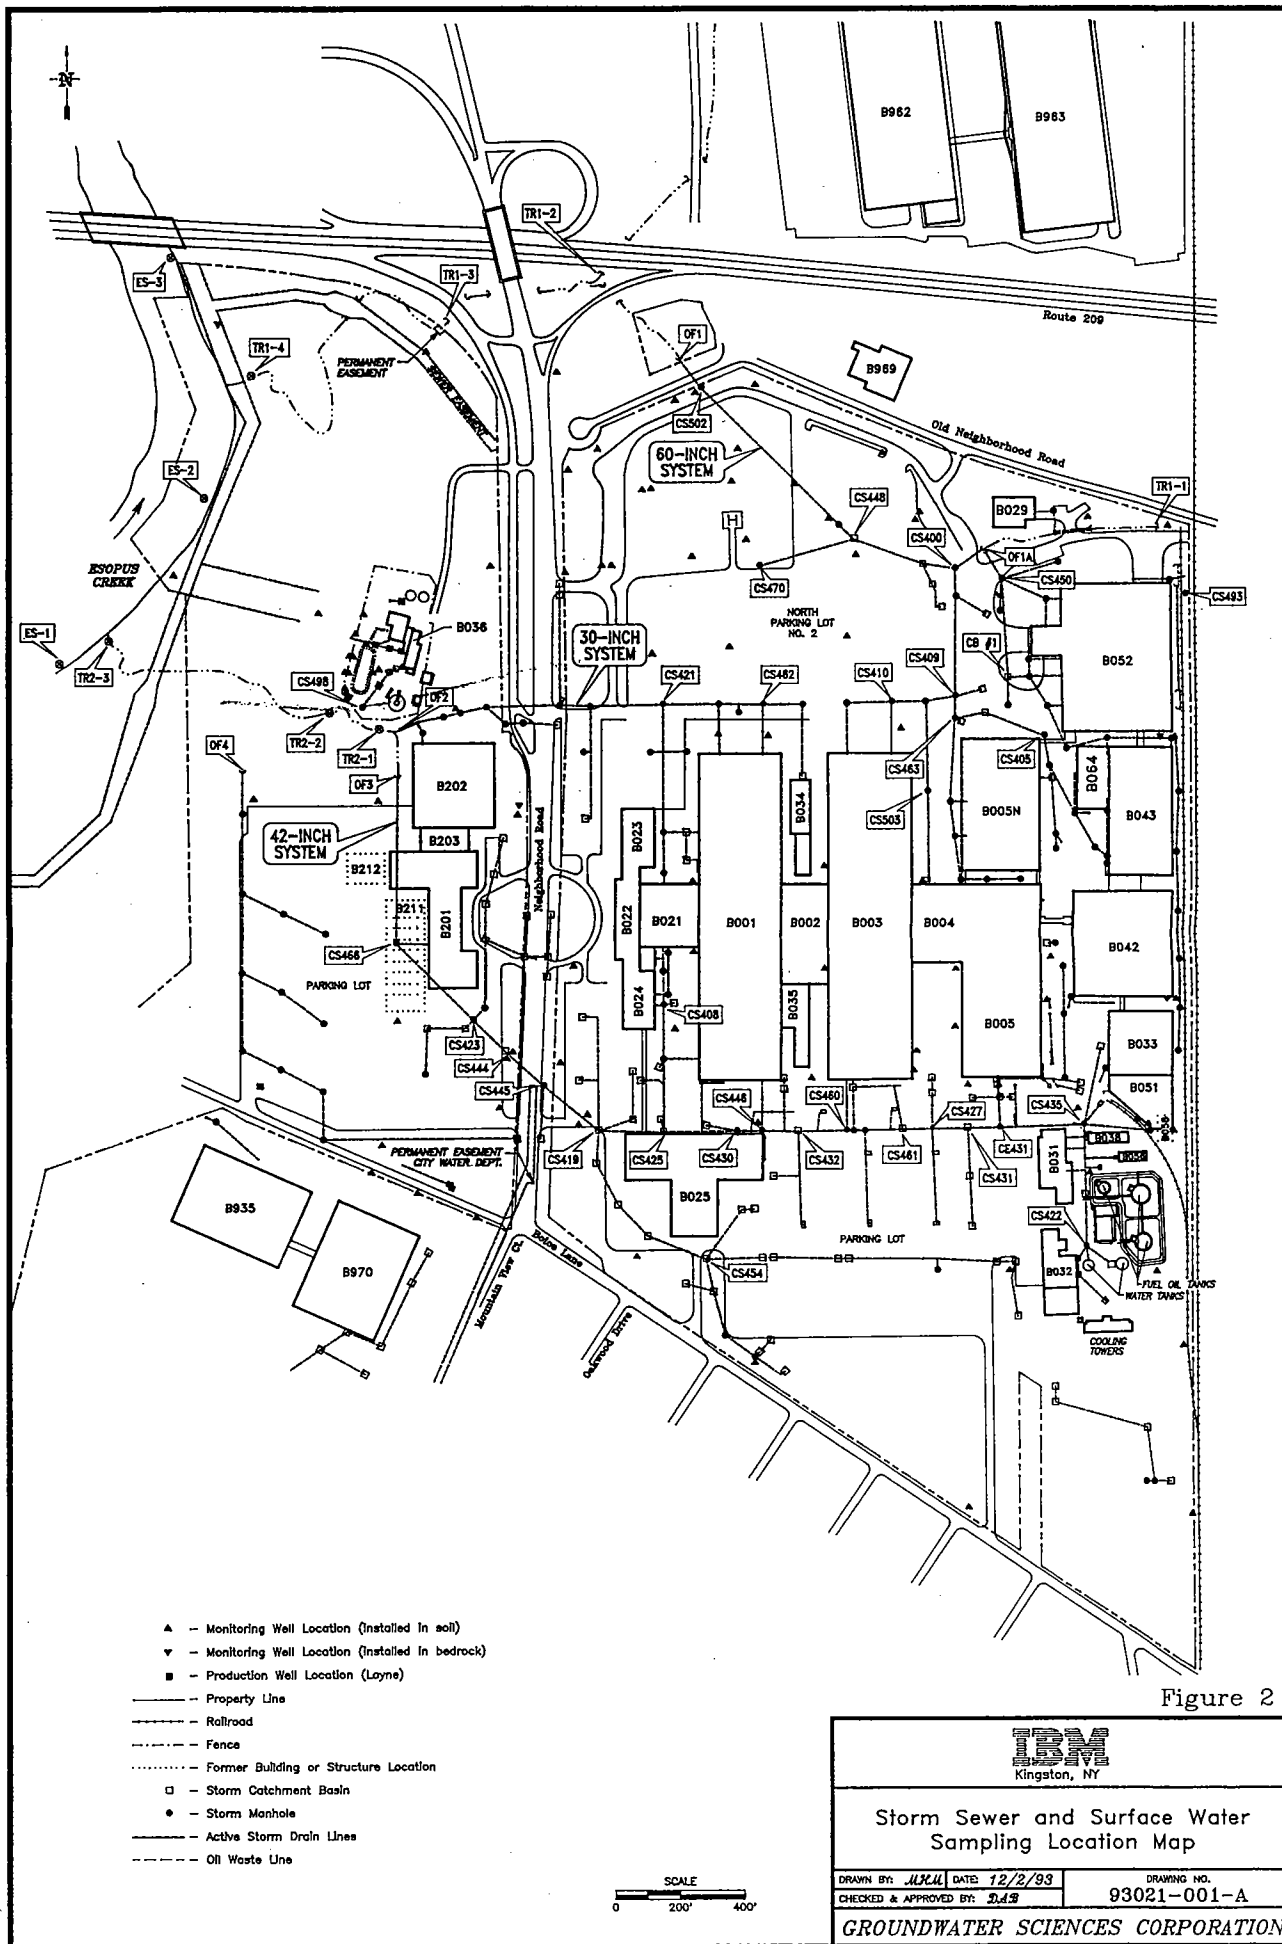 N
B962
B963
TR1-2
ES-3
TR1-3
Route 209
OF1
TR1-4
PERMANENT
EASEMENT
B969
SEWER EASEMENT
CS502
Old Neighborhood Road
60-INCH
SYSTEM
ES-2
TR1-1
CS448
H
B029
CS400
OF1A
ESOPUS
CREEK
CS470
CS450
CS493
NORTH
PARKING LOT
NO. 2
ES-1
B036
30-INCH
SYSTEM
CB #1
TR2-3
B052
CS409
CS498
CS421
CS482
CS410
OF2
TR2-2
OF4
TR2-1
CS463
CS405
B064
OF3
B202
B034
B005N
B043
CS503
B023
42-INCH
SYSTEM
B203
Neighborhood Road
B212
B211
B201
B022
B021
B001
B002
B003
B004
B042
CS466
PARKING LOT
B024
CS408
B035
B005
CS423
B033
CS444
B051
CS445
CS446
CS460
CS427
CS435
B058
PERMANENT EASEMENT
CITY WATER DEPT.
CS419
CS425
CS430
CS432
CS461
CS431
CE431
B031
B038
B025
B935
PARKING LOT
CS422
B970
Boice Lane
CS454
B032
FUEL OIL TANKS
WATER TANKS
Mountain View Ct.
Oakwood Drive
COOLING
TOWERS
▲ – Monitoring Well Location (Installed in soil)
▼ – Monitoring Well Location (Installed in bedrock)
■ – Production Well Location (Layne)
– Property Line
– Railroad
– Fence
– Former Building or Structure Location
□ – Storm Catchment Basin
● – Storm Manhole
– Active Storm Drain Lines
– Oil Waste Line
SCALE
0 200' 400'
Figure 2
IBM
Kingston, NY
Storm Sewer and Surface Water
Sampling Location Map
DRAWN BY: MKM DATE: 12/2/93
CHECKED & APPROVED BY: DAB
DRAWING NO.
93021-001-A
GROUNDWATER SCIENCES CORPORATION